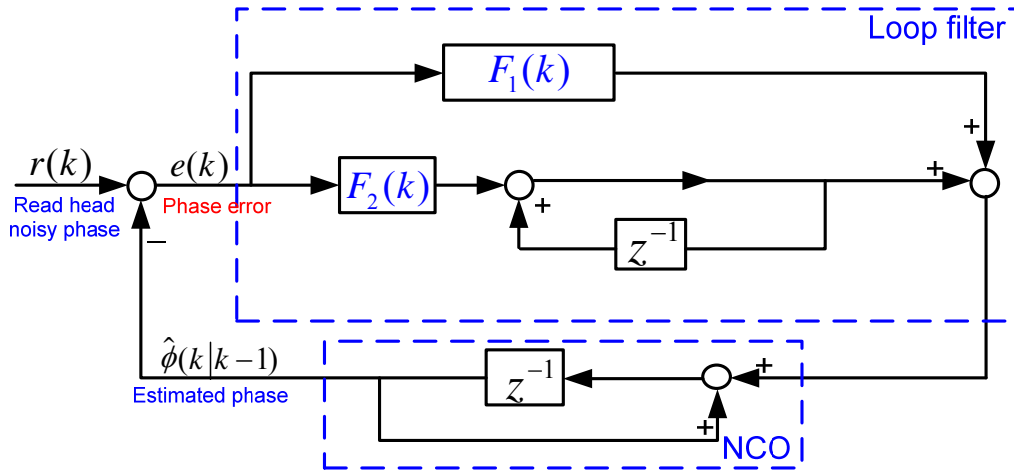 Loop filter
F₁(k)
+
r(k)
e(k)
F₂(k)
+
+
Read head
noisy phase
Phase error
−
z⁻¹
ϕ̂(k|k−1)
Estimated phase
z⁻¹
+
+
NCO